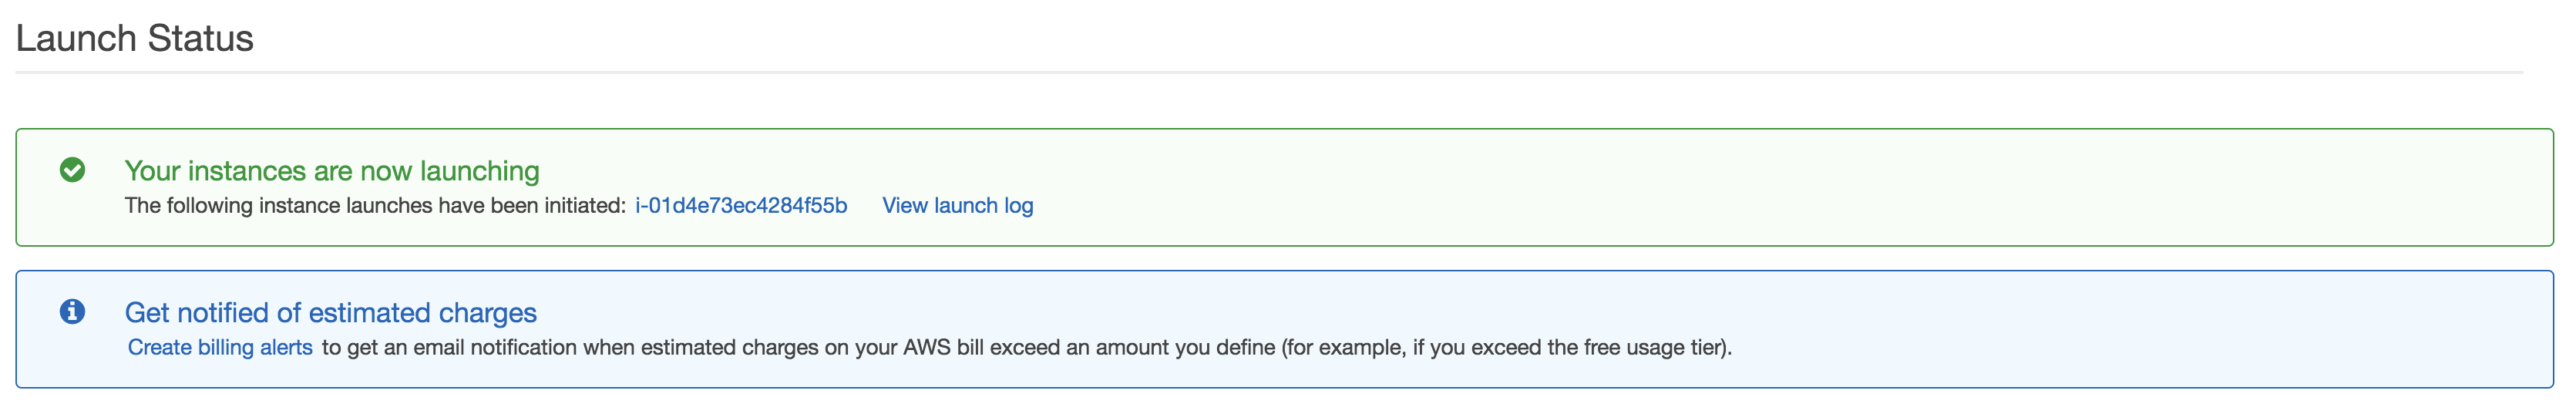 Launch Status
Your instances are now launching
The following instance launches have been initiated: i-01d4e73ec4284f55b View launch log
Get notified of estimated charges
Create billing alerts to get an email notification when estimated charges on your AWS bill exceed an amount you define (for example, if you exceed the free usage tier).